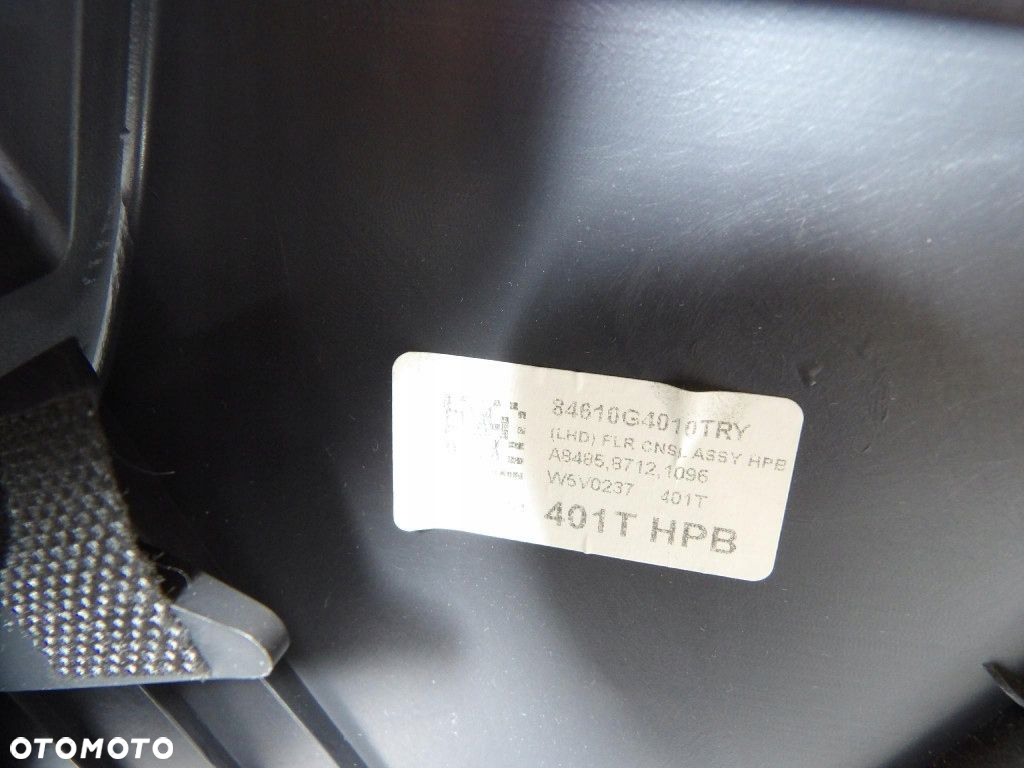 84610G4010TRY
(LHD) FLR CNSL ASSY HPB
A8485,8712,1096
W5V0237 401T
401T HPB
OTOMOTO